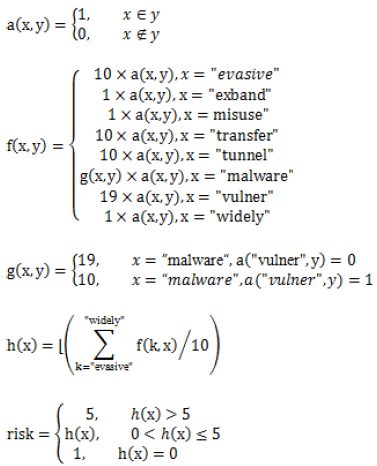 a(x,y) = {1, x ∈ y
0, x ∉ y
f(x,y) = { 10 × a(x,y), x = "evasive"
1 × a(x,y), x = "exband"
1 × a(x,y), x = misuse"
10 × a(x,y), x = "transfer"
10 × a(x,y), x = "tunnel"
g(x,y) × a(x,y), x = "malware"
19 × a(x,y), x = "vulner"
1 × a(x,y), x = "widely"
g(x,y) = {19, x = "malware", a("vulner",y) = 0
10, x = "malware",a("vulner",y) = 1
h(x) = ⌊( "widely" ∑ k="evasive" f(k,x)/10 )
risk = { 5, h(x) > 5
h(x), 0 < h(x) ≤ 5
1, h(x) = 0